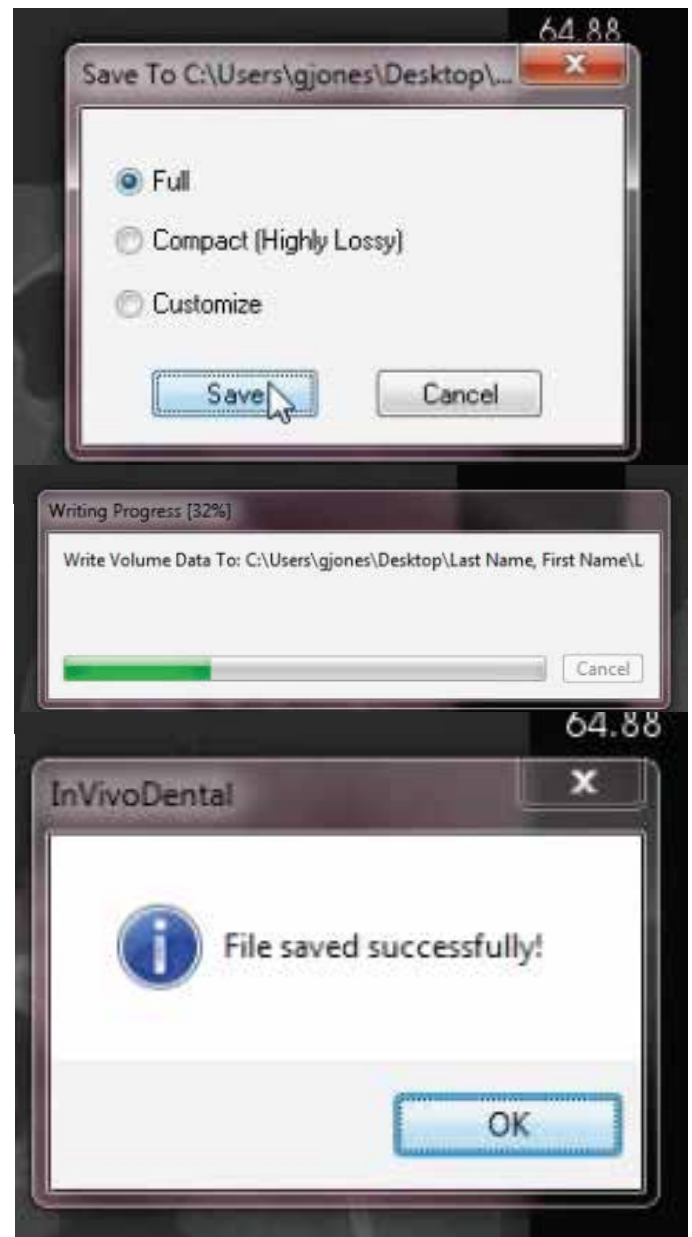 64.88
Save To C:\Users\gjones\Desktop\...
Full
Compact (Highly Lossy)
Customize
Save
Cancel
Writing Progress [32%]
Write Volume Data To: C:\Users\gjones\Desktop\Last Name, First Name\L
Cancel
64.88
InVivoDental
File saved successfully!
OK